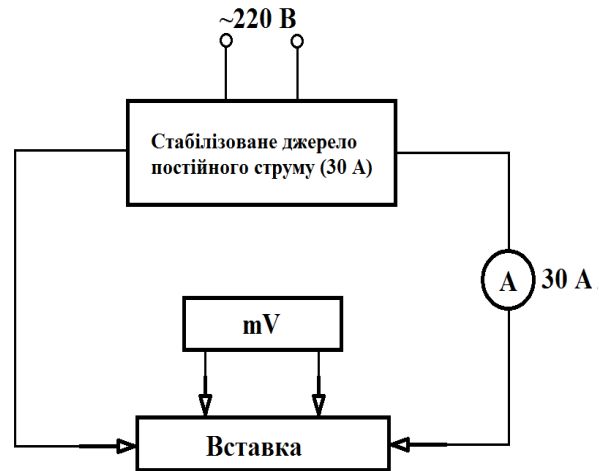 ~220 В
Стабілізоване джерело
постійного струму (30 А)
А
30 А
mV
Вставка